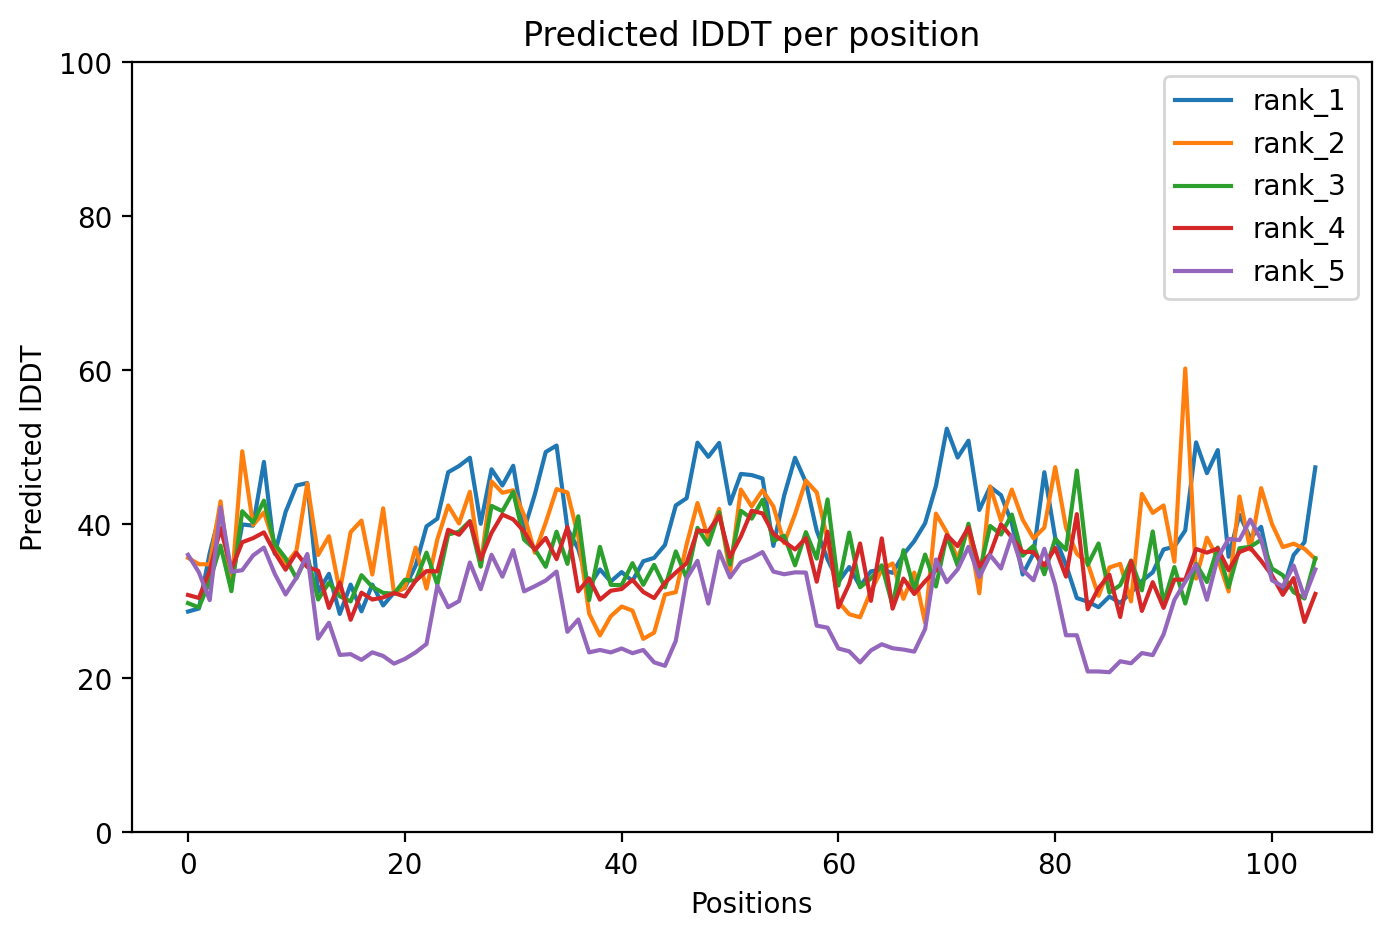 Predicted lDDT per position
100
80
60
40
20
0
Predicted lDDT
0 20 40 60 80 100
Positions
rank_1
rank_2
rank_3
rank_4
rank_5